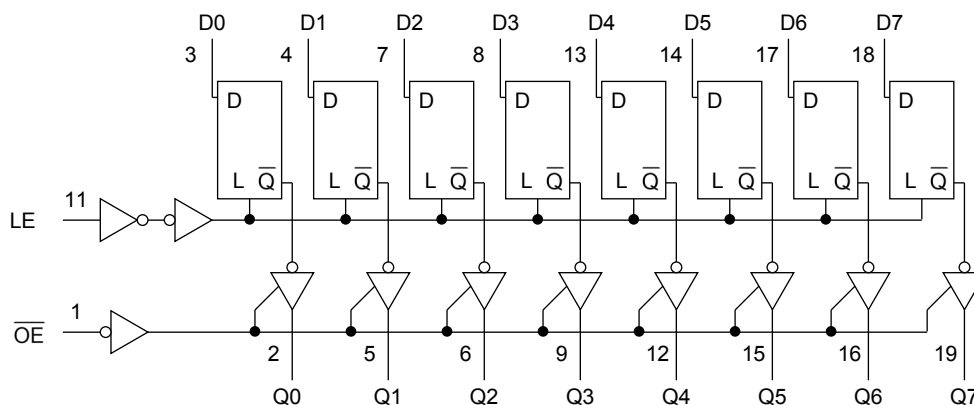 D0 D1 D2 D3 D4 D5 D6 D7
3 4 7 8 13 14 17 18
D D D D D D D D
L Q̅ L Q̅ L Q̅ L Q̅ L Q̅ L Q̅ L Q̅ L Q̅
11
LE
1
O̅E̅
2 5 6 9 12 15 16 19
Q0 Q1 Q2 Q3 Q4 Q5 Q6 Q7